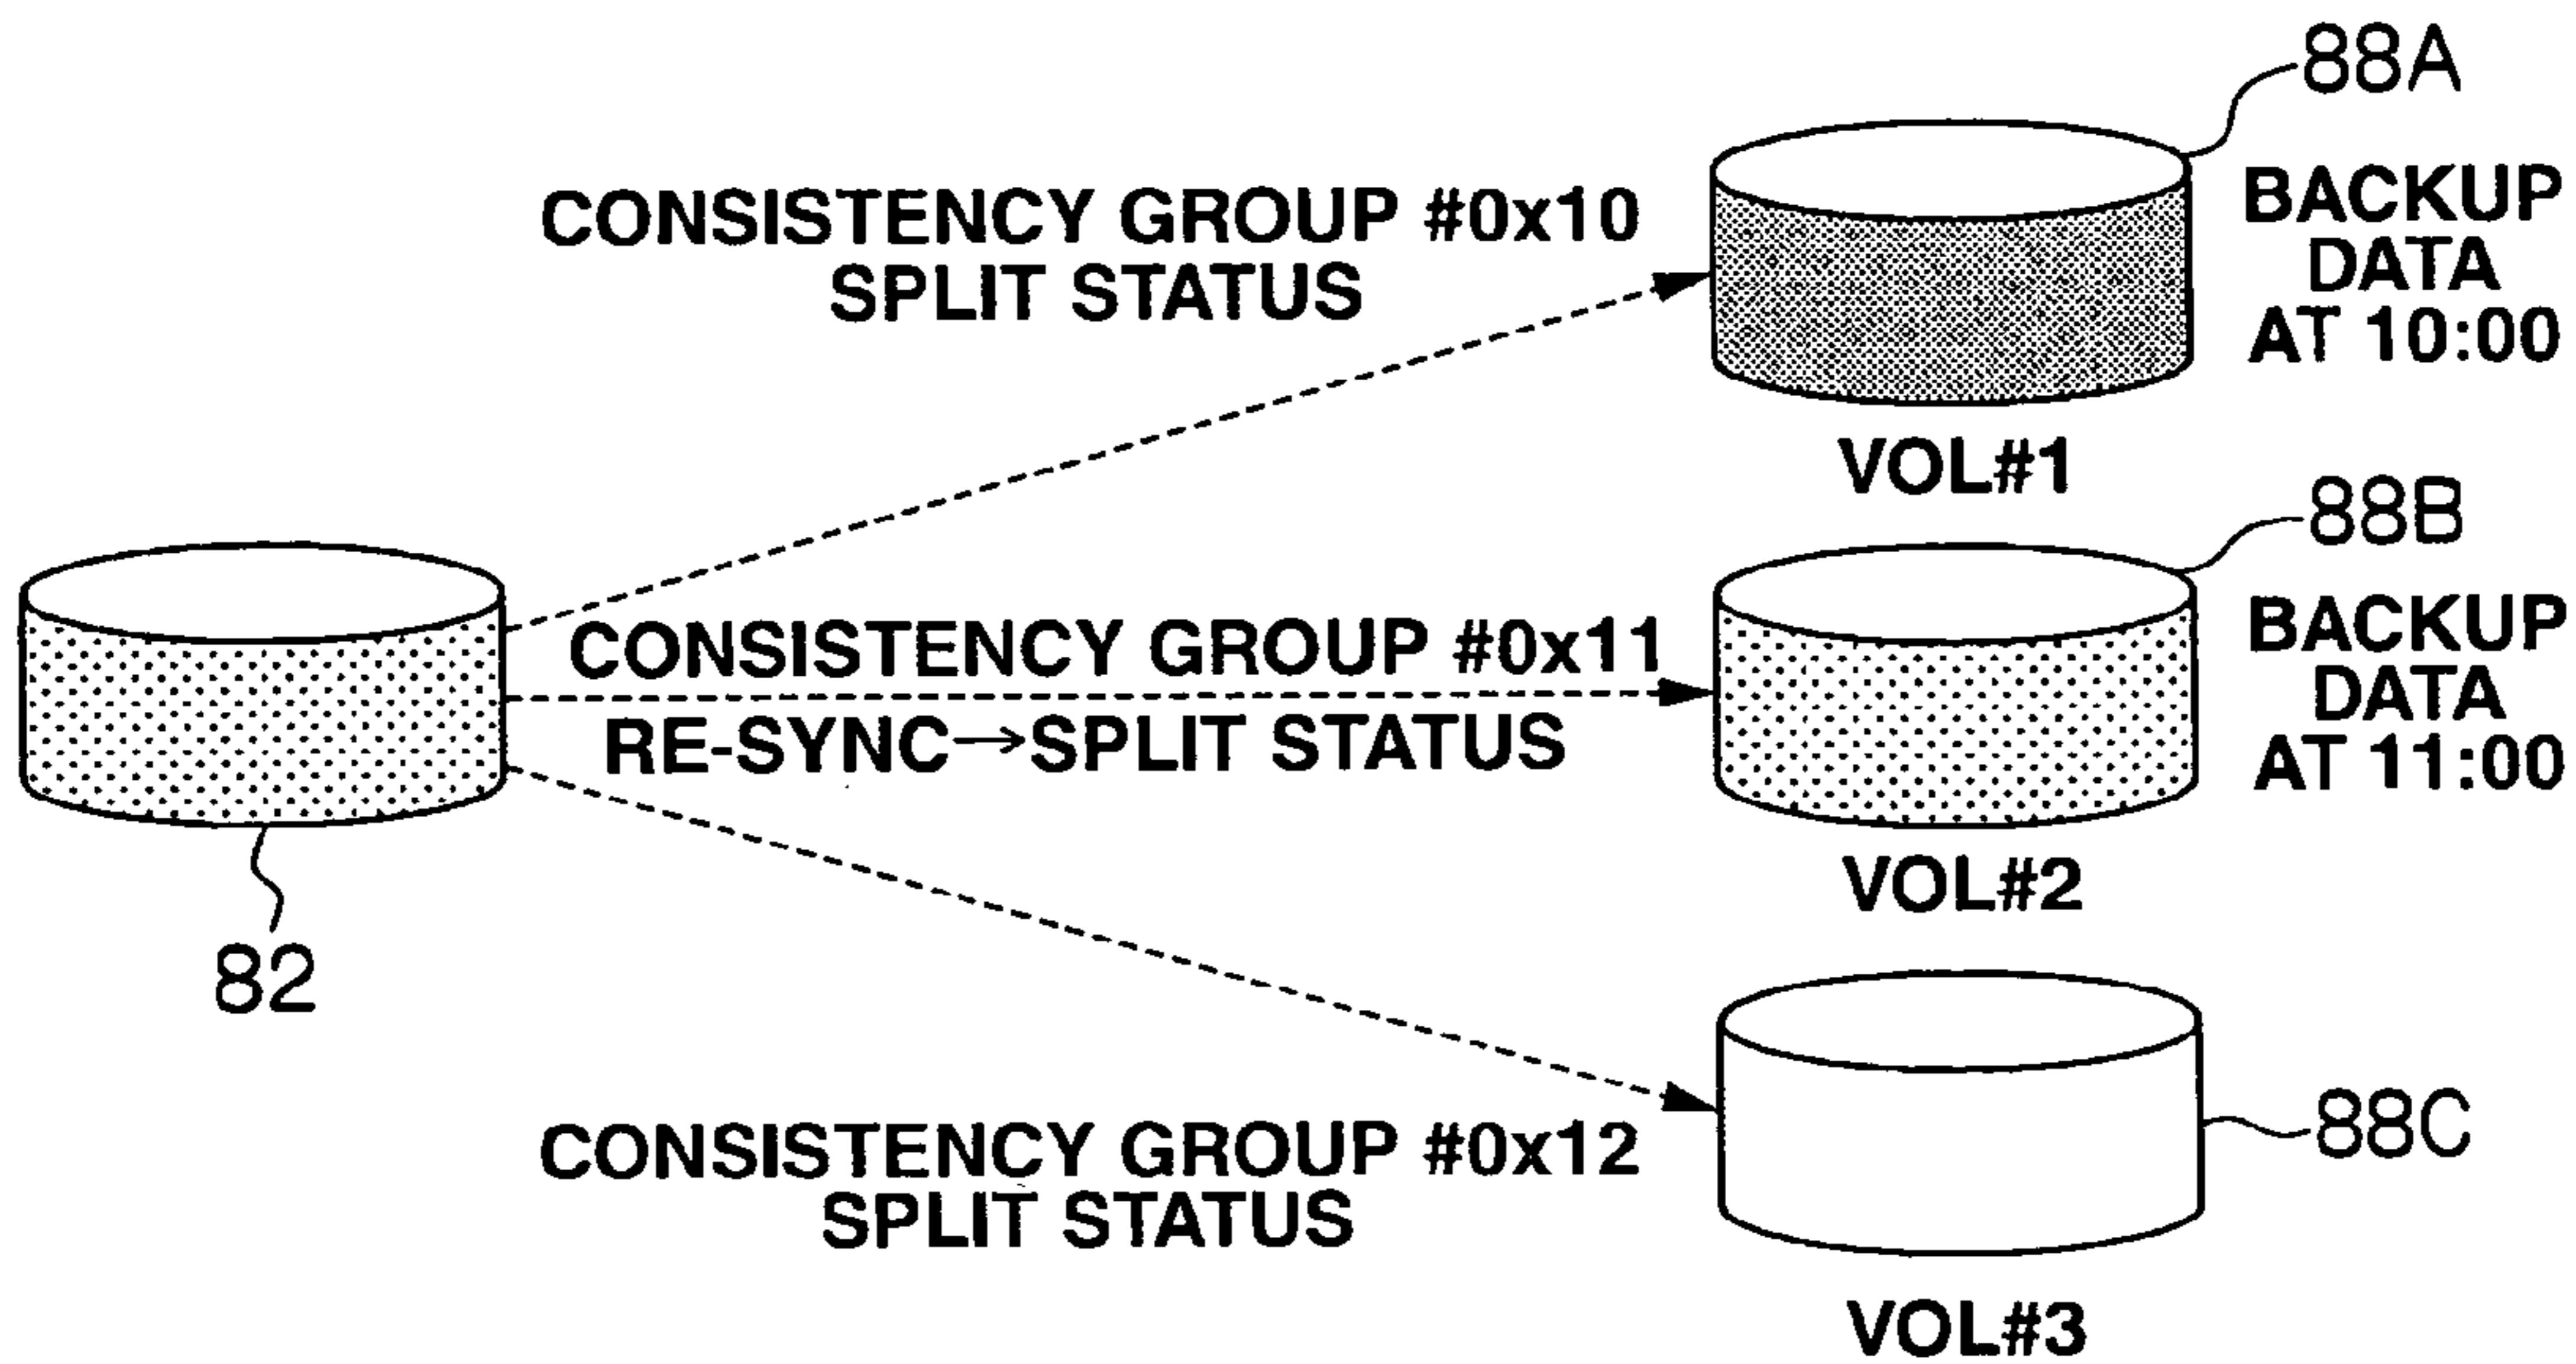 88A
CONSISTENCY GROUP #0x10
SPLIT STATUS
BACKUP
DATA
AT 10:00
VOL#1
88B
CONSISTENCY GROUP #0x11
RE-SYNC→SPLIT STATUS
BACKUP
DATA
AT 11:00
VOL#2
82
CONSISTENCY GROUP #0x12
SPLIT STATUS
88C
VOL#3